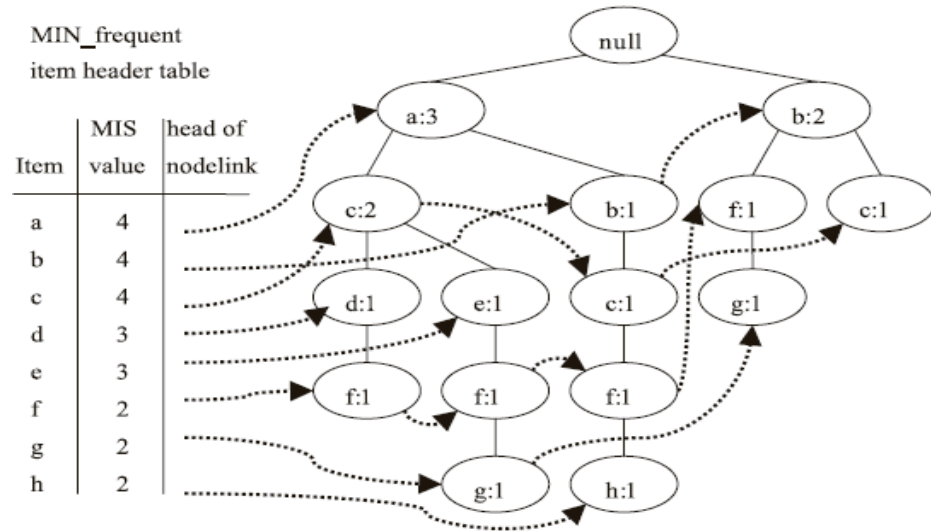 MIN_frequent
item header table
MIS head of
Item value nodelink
a 4
b 4
c 4
d 3
e 3
f 2
g 2
h 2
null
a:3 b:2
c:2 b:1 f:1 c:1
d:1 e:1 c:1 g:1
f:1 f:1 f:1
g:1 h:1